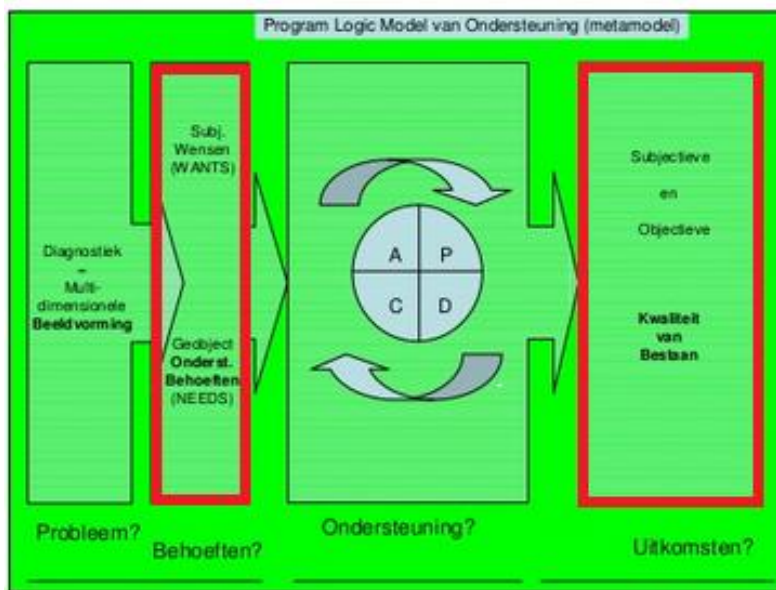 Program Logic Model van Ondersteuning (metamodel)
Diagnostiek
–
Multi-
dimensionele
Beeldvorming
Subj.
Wensen
(WANTS)
Geobject
Onderst.
Behoeften
(NEEDS)
A P
C D
Subjectieve
en
Objectieve
Kwaliteit
van
Bestaan
Probleem?
Behoeften?
Ondersteuning?
Uitkomsten?